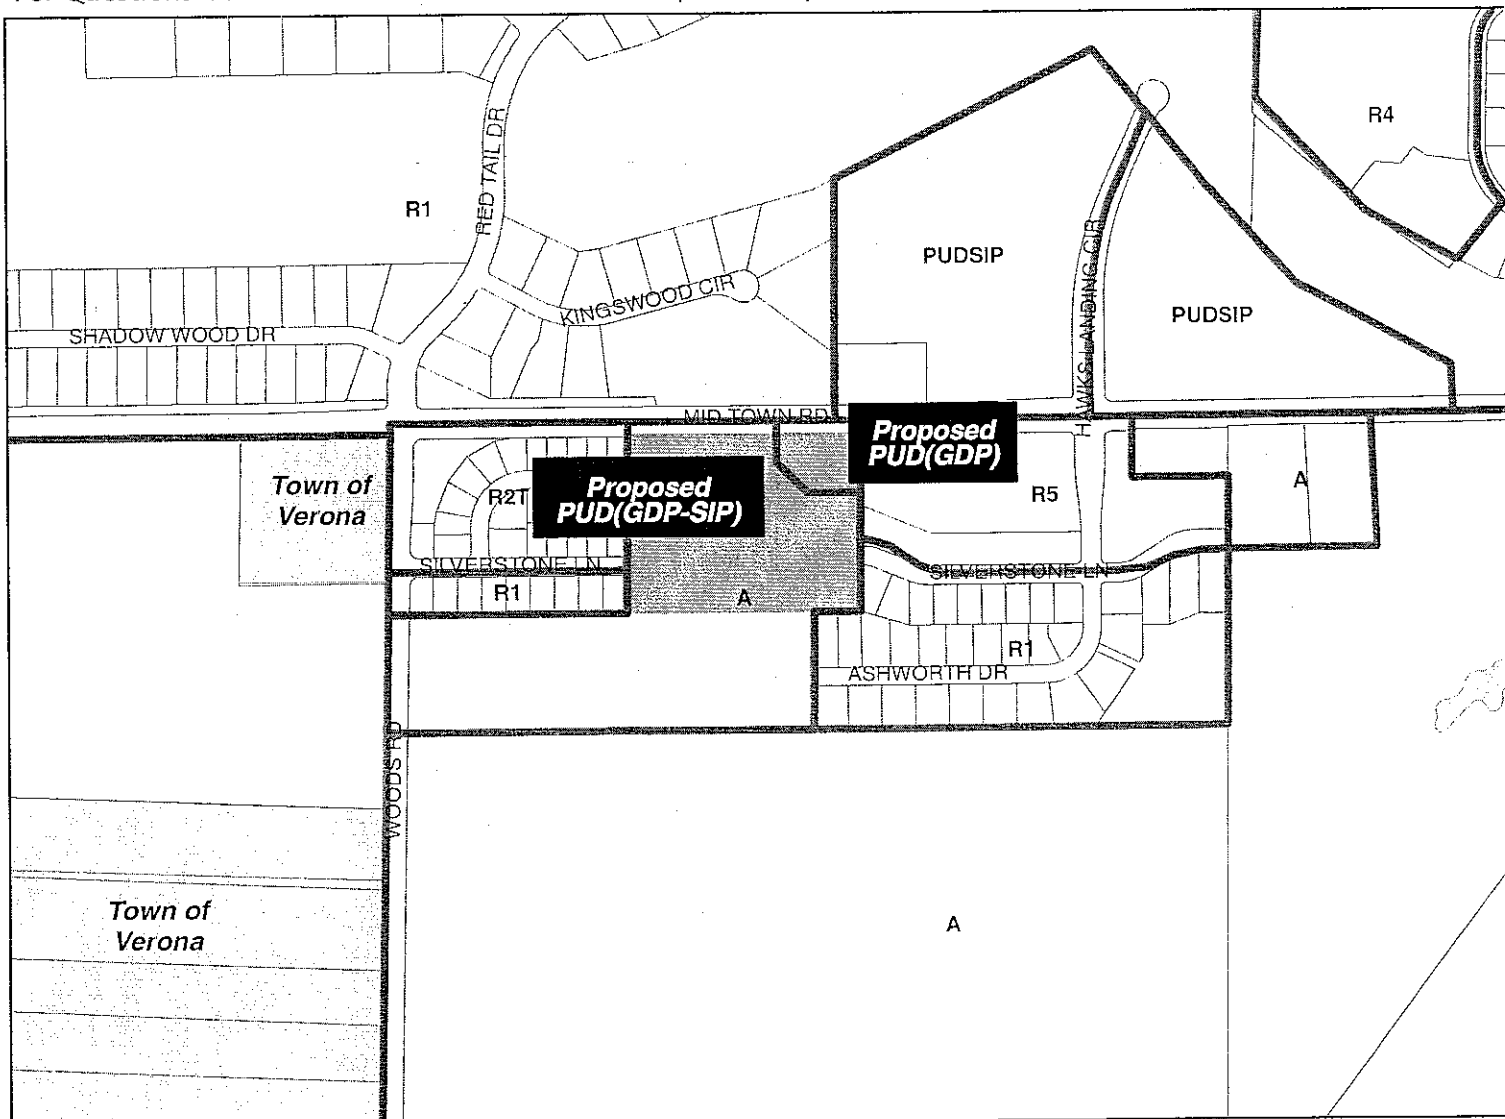 R4
RED TAIL DR
R1
PUDSIP
HAWKS LANDING CIR
KINGSWOOD CIR
PUDSIP
SHADOW WOOD DR
MID TOWN RD
Proposed
PUD(GDP)
Town of
Verona
R2T
Proposed
PUD(GDP-SIP)
R5
A
SILVERSTONE LN
SILVERSTONE LN
R1
A
R1
ASHWORTH DR
WOODS RD
Town of
Verona
A